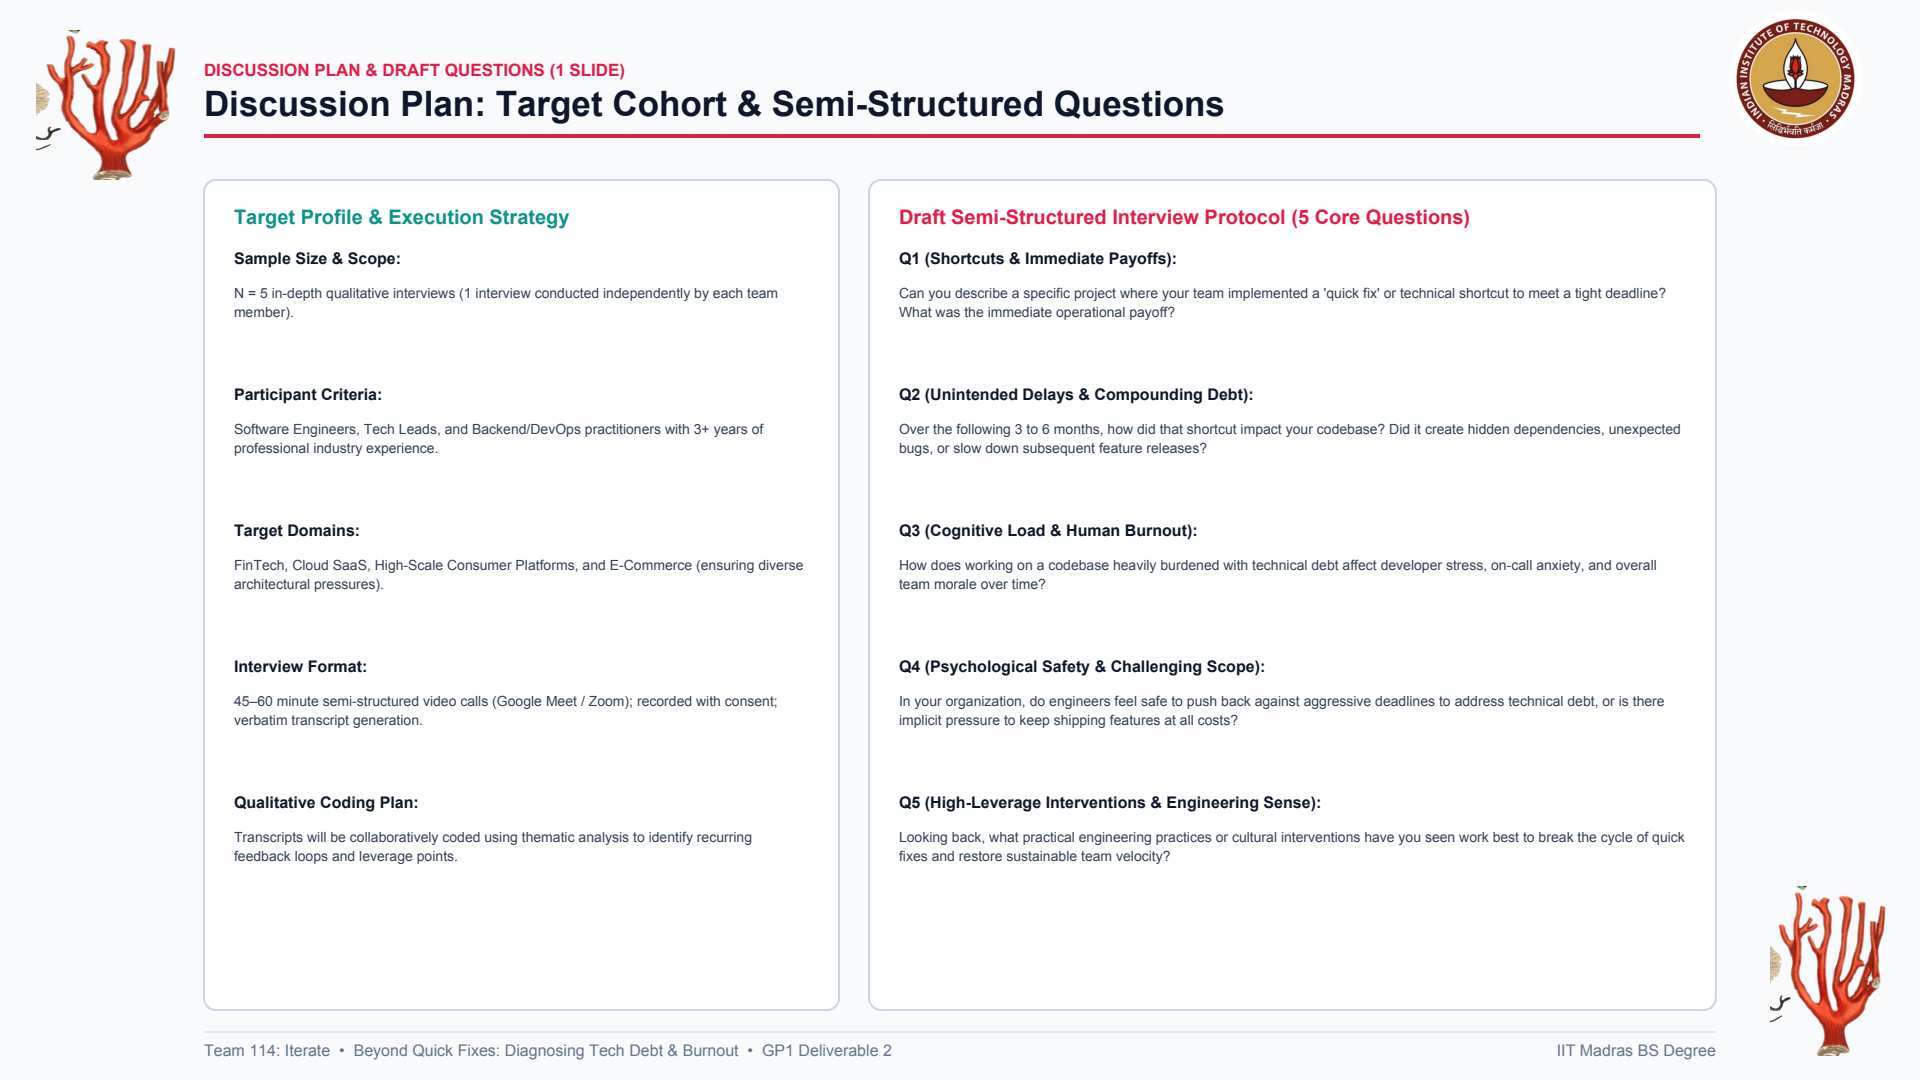 DISCUSSION PLAN & DRAFT QUESTIONS (1 SLIDE)
Discussion Plan: Target Cohort & Semi-Structured Questions
INDIAN INSTITUTE OF TECHNOLOGY MADRAS
सिद्धिर्भवति कर्मजा
Target Profile & Execution Strategy
Sample Size & Scope:
N = 5 in-depth qualitative interviews (1 interview conducted independently by each team
member).
Participant Criteria:
Software Engineers, Tech Leads, and Backend/DevOps practitioners with 3+ years of
professional industry experience.
Target Domains:
FinTech, Cloud SaaS, High-Scale Consumer Platforms, and E-Commerce (ensuring diverse
architectural pressures).
Interview Format:
45–60 minute semi-structured video calls (Google Meet / Zoom); recorded with consent;
verbatim transcript generation.
Qualitative Coding Plan:
Transcripts will be collaboratively coded using thematic analysis to identify recurring
feedback loops and leverage points.
Draft Semi-Structured Interview Protocol (5 Core Questions)
Q1 (Shortcuts & Immediate Payoffs):
Can you describe a specific project where your team implemented a 'quick fix' or technical shortcut to meet a tight deadline?
What was the immediate operational payoff?
Q2 (Unintended Delays & Compounding Debt):
Over the following 3 to 6 months, how did that shortcut impact your codebase? Did it create hidden dependencies, unexpected
bugs, or slow down subsequent feature releases?
Q3 (Cognitive Load & Human Burnout):
How does working on a codebase heavily burdened with technical debt affect developer stress, on-call anxiety, and overall
team morale over time?
Q4 (Psychological Safety & Challenging Scope):
In your organization, do engineers feel safe to push back against aggressive deadlines to address technical debt, or is there
implicit pressure to keep shipping features at all costs?
Q5 (High-Leverage Interventions & Engineering Sense):
Looking back, what practical engineering practices or cultural interventions have you seen work best to break the cycle of quick
fixes and restore sustainable team velocity?
Team 114: Iterate • Beyond Quick Fixes: Diagnosing Tech Debt & Burnout • GP1 Deliverable 2
IIT Madras BS Degree